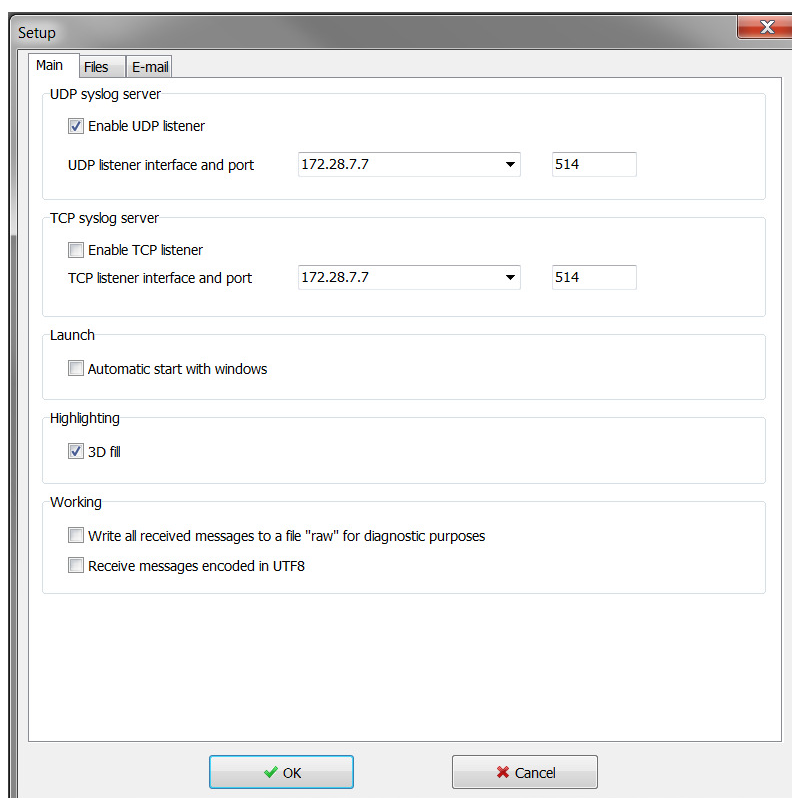 Setup
Main Files E-mail
UDP syslog server
Enable UDP listener
UDP listener interface and port 172.28.7.7 514
TCP syslog server
Enable TCP listener
TCP listener interface and port 172.28.7.7 514
Launch
Automatic start with windows
Highlighting
3D fill
Working
Write all received messages to a file "raw" for diagnostic purposes
Receive messages encoded in UTF8
OK Cancel